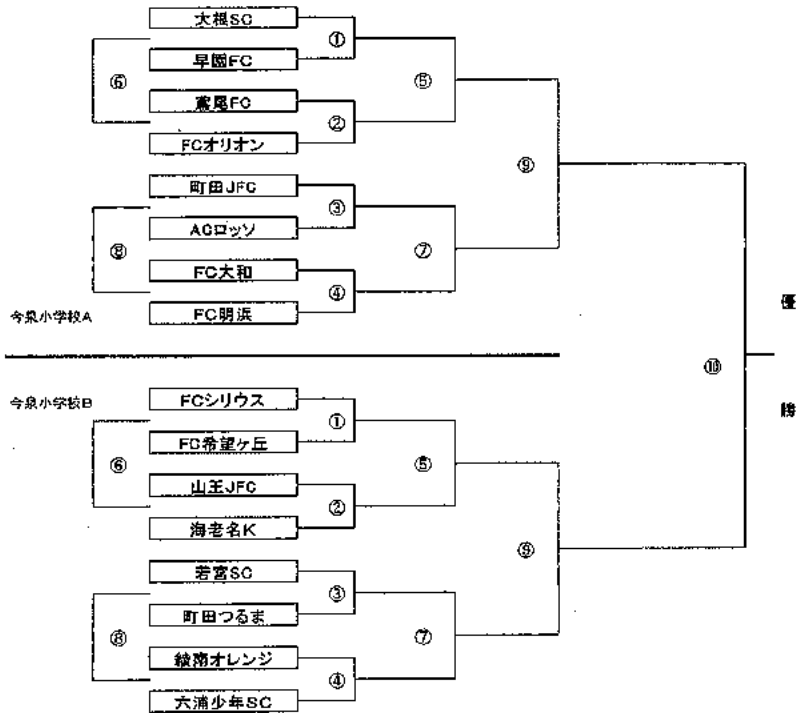 大根SC
①
早園FC
⑥
⑤
鳶尾FC
②
FCオリオン
⑨
町田JFC
③
ACロッソ
⑧
⑦
FC大和
④
FC明浜
今泉小学校A
優
⑩
今泉小学校B
勝
FCシリウス
①
FC希望ヶ丘
⑥
⑤
山王JFC
②
海老名K
⑨
若宮SC
③
町田つるま
⑧
⑦
綾南オレンジ
④
六浦少年SC